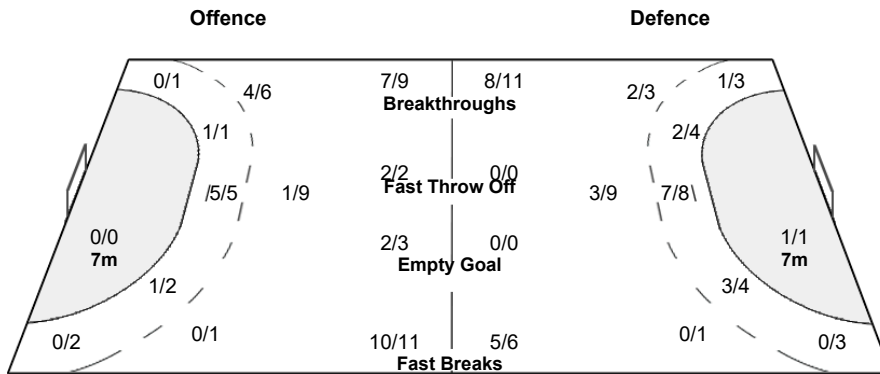 Offence Defence
0/1 4/6 7/9 8/11 2/3 1/3
Breakthroughs
1/1 2/4
2/2 0/0
Fast Throw Off
5/5 1/9 3/9 7/8
0/0 2/3 0/0 1/1
7m Empty Goal 7m
1/2 3/4
0/2 0/1 10/11 5/6 0/1 0/3
Fast Breaks